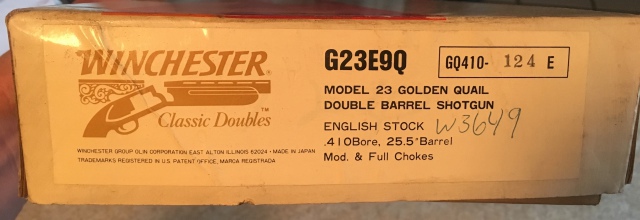 WINCHESTER
Classic Doubles™
WINCHESTER GROUP OLIN CORPORATION EAST ALTON ILLINOIS 62024 • MADE IN JAPAN
TRADEMARKS REGISTERED IN U.S. PATENT OFFICE, MARCA REGISTRADA
G23E9Q
GQ410- 124 E
MODEL 23 GOLDEN QUAIL
DOUBLE BARREL SHOTGUN
ENGLISH STOCK W3649
.410Bore, 25.5"Barrel
Mod. & Full Chokes